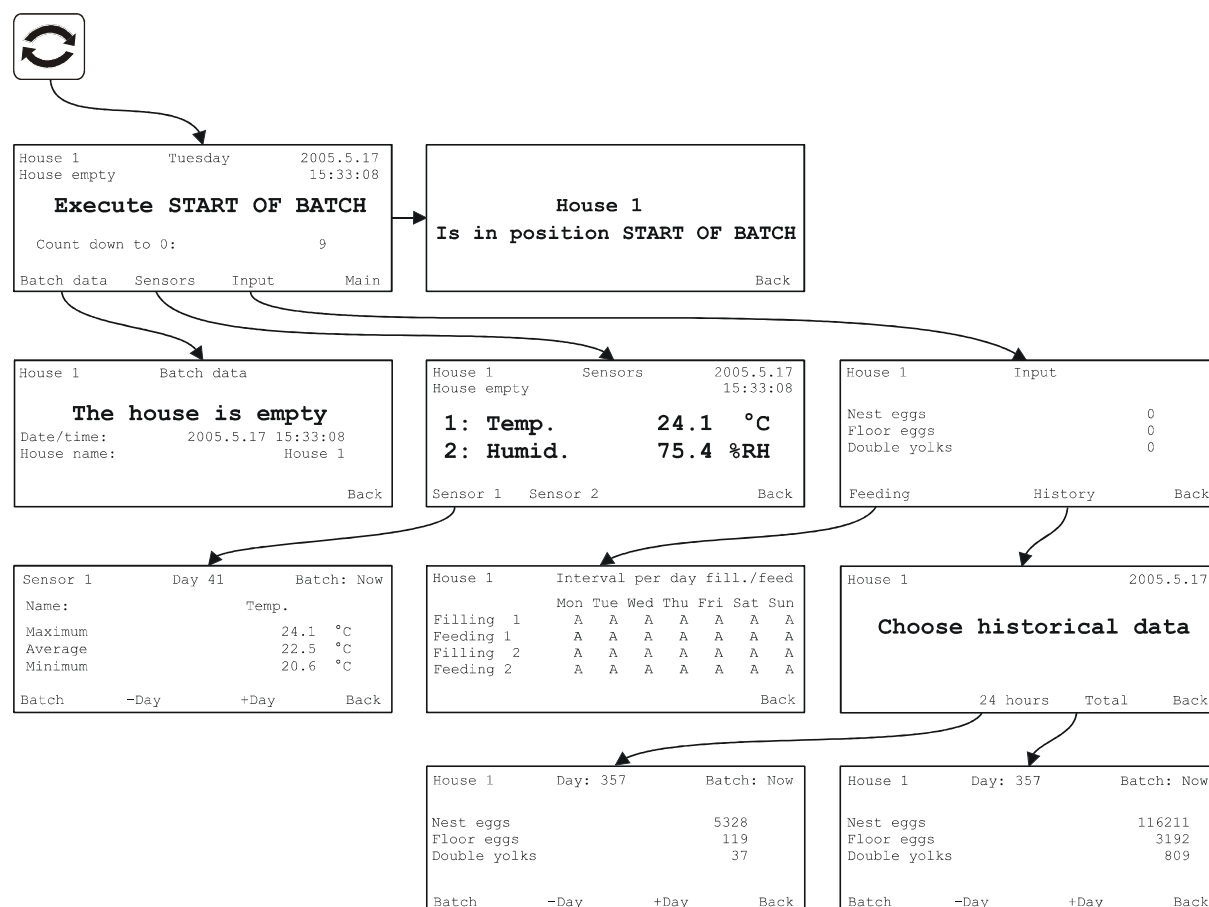 House 1 Tuesday 2005.5.17
House empty 15:33:08
Execute START OF BATCH
Count down to 0: 9
Batch data Sensors Input Main
House 1
Is in position START OF BATCH
Back
House 1 Batch data
The house is empty
Date/time: 2005.5.17 15:33:08
House name: House 1
Back
House 1 Sensors 2005.5.17
House empty 15:33:08
1: Temp. 24.1 °C
2: Humid. 75.4 %RH
Sensor 1 Sensor 2 Back
House 1 Input
Nest eggs 0
Floor eggs 0
Double yolks 0
Feeding History Back
Sensor 1 Day 41 Batch: Now
Name: Temp.
Maximum 24.1 °C
Average 22.5 °C
Minimum 20.6 °C
Batch -Day +Day Back
House 1 Interval per day fill./feed
Mon Tue Wed Thu Fri Sat Sun
Filling 1 A A A A A A A
Feeding 1 A A A A A A A
Filling 2 A A A A A A A
Feeding 2 A A A A A A A
Back
House 1 2005.5.17
Choose historical data
24 hours Total Back
House 1 Day: 357 Batch: Now
Nest eggs 5328
Floor eggs 119
Double yolks 37
Batch -Day +Day Back
House 1 Day: 357 Batch: Now
Nest eggs 116211
Floor eggs 3192
Double yolks 809
Batch -Day +Day Back